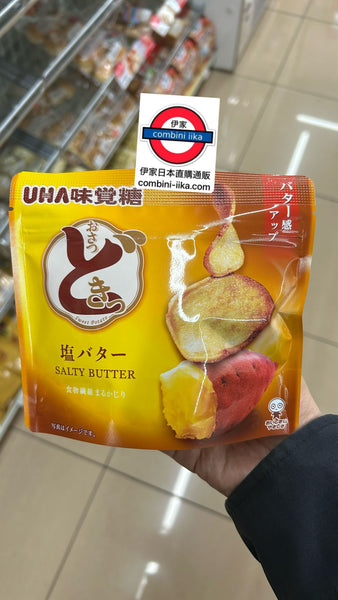 伊家
combini iika
伊家日本直購通販
combini-iika.com
UHA味覚糖
バター感
アップ
おさつ
どきっ
Sweet Potato
塩バター
SALTY BUTTER
食物繊維まるかじり
写真はイメージです。